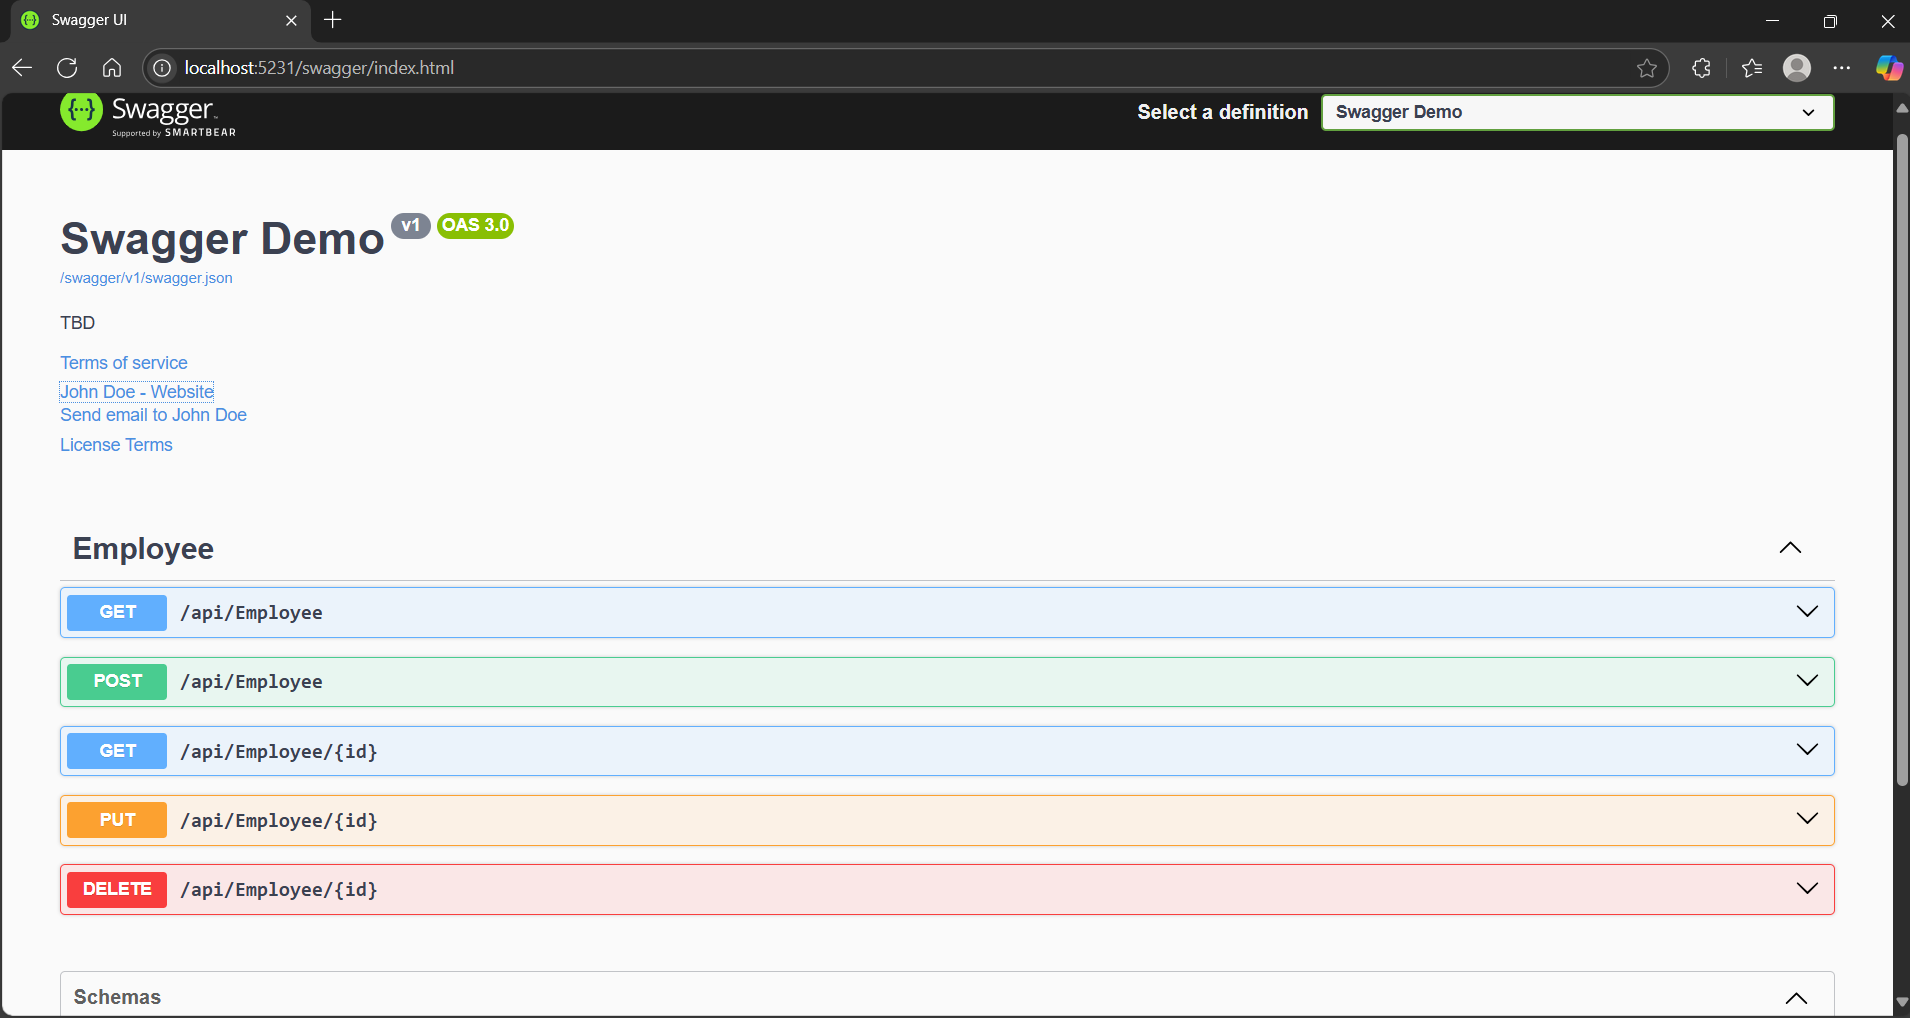 Swagger UI
localhost:5231/swagger/index.html
{···} Swagger™
Supported by SMARTBEAR
Select a definition
Swagger Demo
Swagger Demo v1 OAS 3.0
/swagger/v1/swagger.json
TBD
Terms of service
John Doe - Website
Send email to John Doe
License Terms
Employee
GET /api/Employee
POST /api/Employee
GET /api/Employee/{id}
PUT /api/Employee/{id}
DELETE /api/Employee/{id}
Schemas